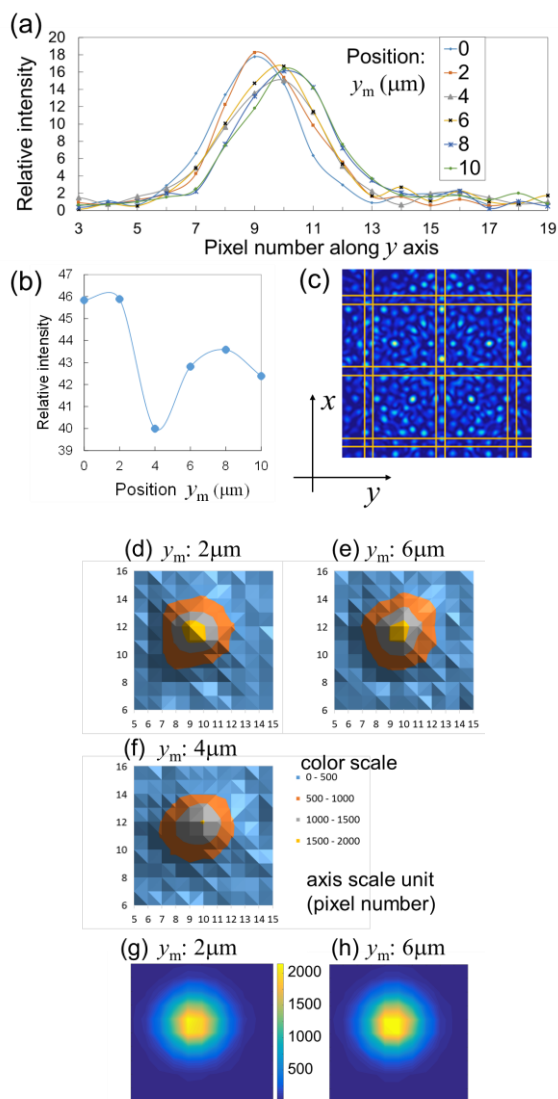 (a)
Relative intensity
20
18
16
14
12
10
8
6
4
2
0
3 5 7 9 11 13 15 17 19
Pixel number along y axis
Position:
yₘ (μm)
0
2
4
6
8
10
(b)
Relative intensity
47
46
45
44
43
42
41
40
39
0 2 4 6 8 10
Position yₘ (μm)
(c)
x
y
(d) yₘ: 2μm
16
14
12
10
8
6
5 6 7 8 9 10 11 12 13 14 15
(e) yₘ: 6μm
16
14
12
10
8
6
5 6 7 8 9 10 11 12 13 14 15
(f) yₘ: 4μm
16
14
12
10
8
6
5 6 7 8 9 10 11 12 13 14 15
color scale
0 - 500
500 - 1000
1000 - 1500
1500 - 2000
axis scale unit
(pixel number)
(g) yₘ: 2μm
2000
1500
1000
500
(h) yₘ: 6μm